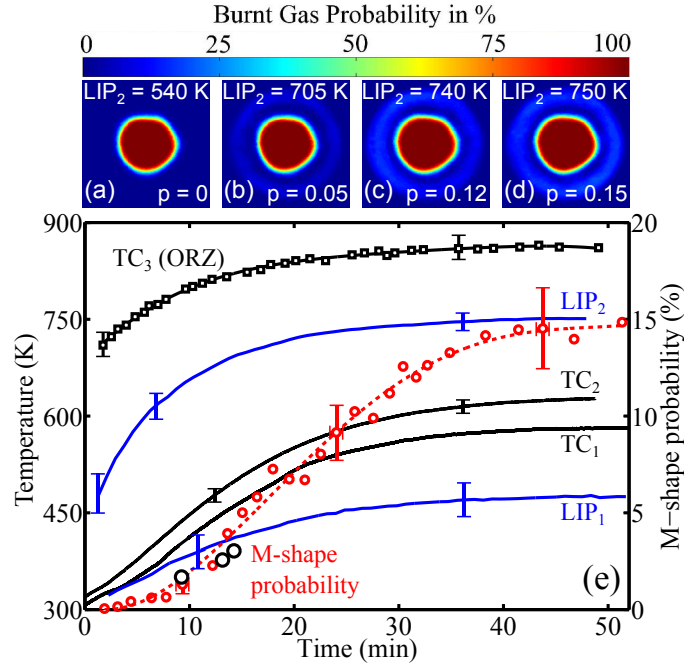 Burnt Gas Probability in %
0 25 50 75 100
LIP2 = 540 K LIP2 = 705 K LIP2 = 740 K LIP2 = 750 K
(a) p = 0 (b) p = 0.05 (c) p = 0.12 (d) p = 0.15
900 20
TC3 (ORZ)
LIP2
750 15
TC2
600 10
TC1
450 5
LIP1
M-shape
probability
(e)
300 0
0 10 20 30 40 50
Time (min)
Temperature (K)
M−shape probability (%)